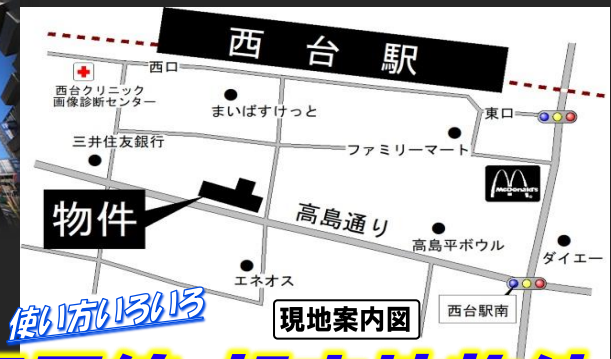 西台駅
西口
西台クリニック
画像診断センター
まいばすけっと
東口
三井住友銀行
ファミリーマート
McDonald's
物件
高島通り
高島平ボウル
ダイエー
エネオス
西台駅南
現地案内図
使い方いろいろ